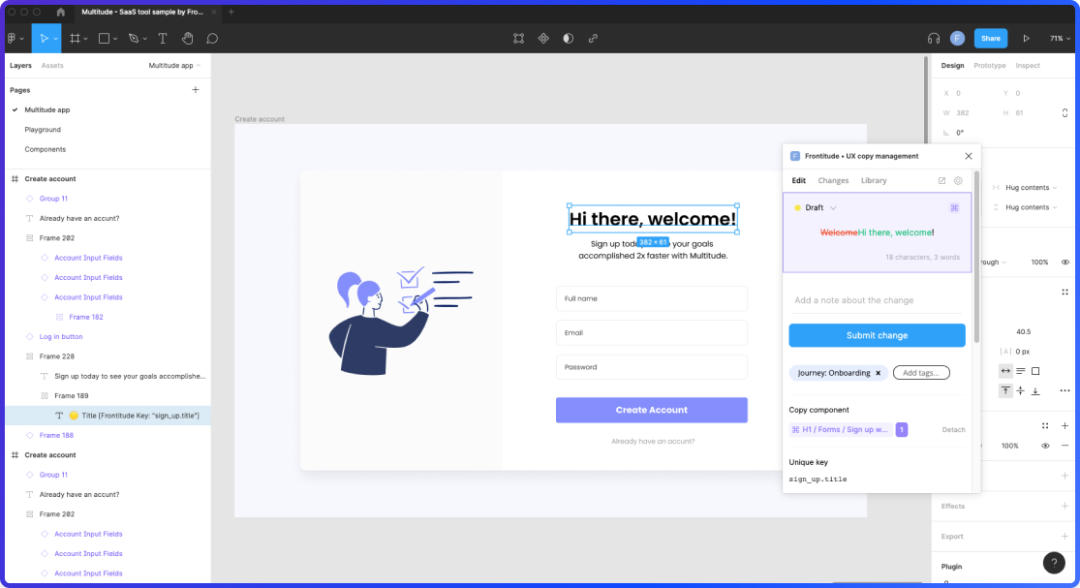 Multitude - SaaS tool sample by Fro...
Share
71%
Layers
Assets
Multitude app
Pages
Multitude app
Playground
Components
Create account
Group 11
Already have an accunt?
Frame 202
Account Input Fields
Account Input Fields
Account Input Fields
Frame 182
Log in button
Frame 228
Sign up today to see your goals accomplishe...
Frame 189
Title [Frontitude Key: "sign_up.title"]
Frame 188
Create account
Group 11
Already have an accunt?
Frame 202
Account Input Fields
Account Input Fields
Account Input Fields
Create account
Hi there, welcome!
382 × 61
Sign up toda your goals
accomplished 2x faster with Multitude.
Full name
Email
Password
Create Account
Already have an accunt?
F
Frontitude • UX copy management
Edit
Changes
Library
Draft
WelcomeHi there, welcome!
18 characters, 3 words
Add a note about the change
Submit change
Journey: Onboarding
Add tags...
Copy component
H1 / Forms / Sign up w...
1
Detach
Unique key
sign_up.title
F
Design
Prototype
Inspect
X 0
Y 0
W 382
H 61
0°
Hug contents
Hug contents
rough
100%
40.5
|A| 0 px
100%
Effects
Export
Plugin
?